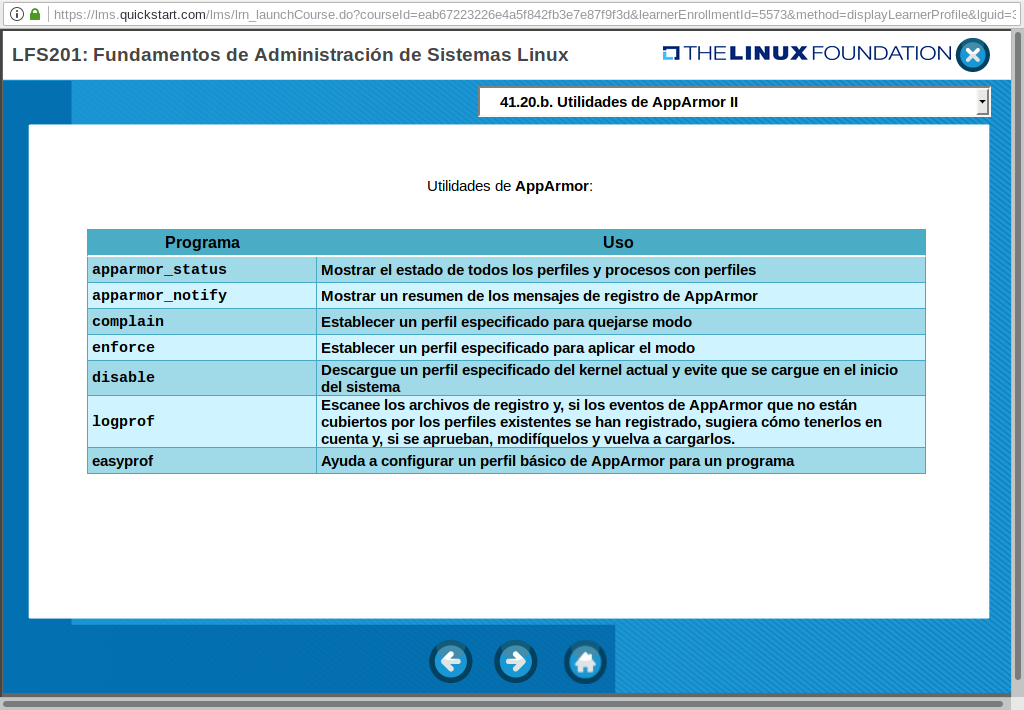 https://lms.quickstart.com/lms/lrn_launchCourse.do?courseId=eab67223226e4a5f842fb3e7e87f9f3d&learnerEnrollmentId=5573&method=displayLearnerProfile&lguid=3
LFS201: Fundamentos de Administración de Sistemas Linux
THE LINUX FOUNDATION
41.20.b. Utilidades de AppArmor II
Utilidades de AppArmor:
Programa Uso
apparmor_status Mostrar el estado de todos los perfiles y procesos con perfiles
apparmor_notify Mostrar un resumen de los mensajes de registro de AppArmor
complain Establecer un perfil especificado para quejarse modo
enforce Establecer un perfil especificado para aplicar el modo
disable Descargue un perfil especificado del kernel actual y evite que se cargue en el inicio
del sistema
logprof Escanee los archivos de registro y, si los eventos de AppArmor que no están
cubiertos por los perfiles existentes se han registrado, sugiera cómo tenerlos en
cuenta y, si se aprueban, modifíquelos y vuelva a cargarlos.
easyprof Ayuda a configurar un perfil básico de AppArmor para un programa